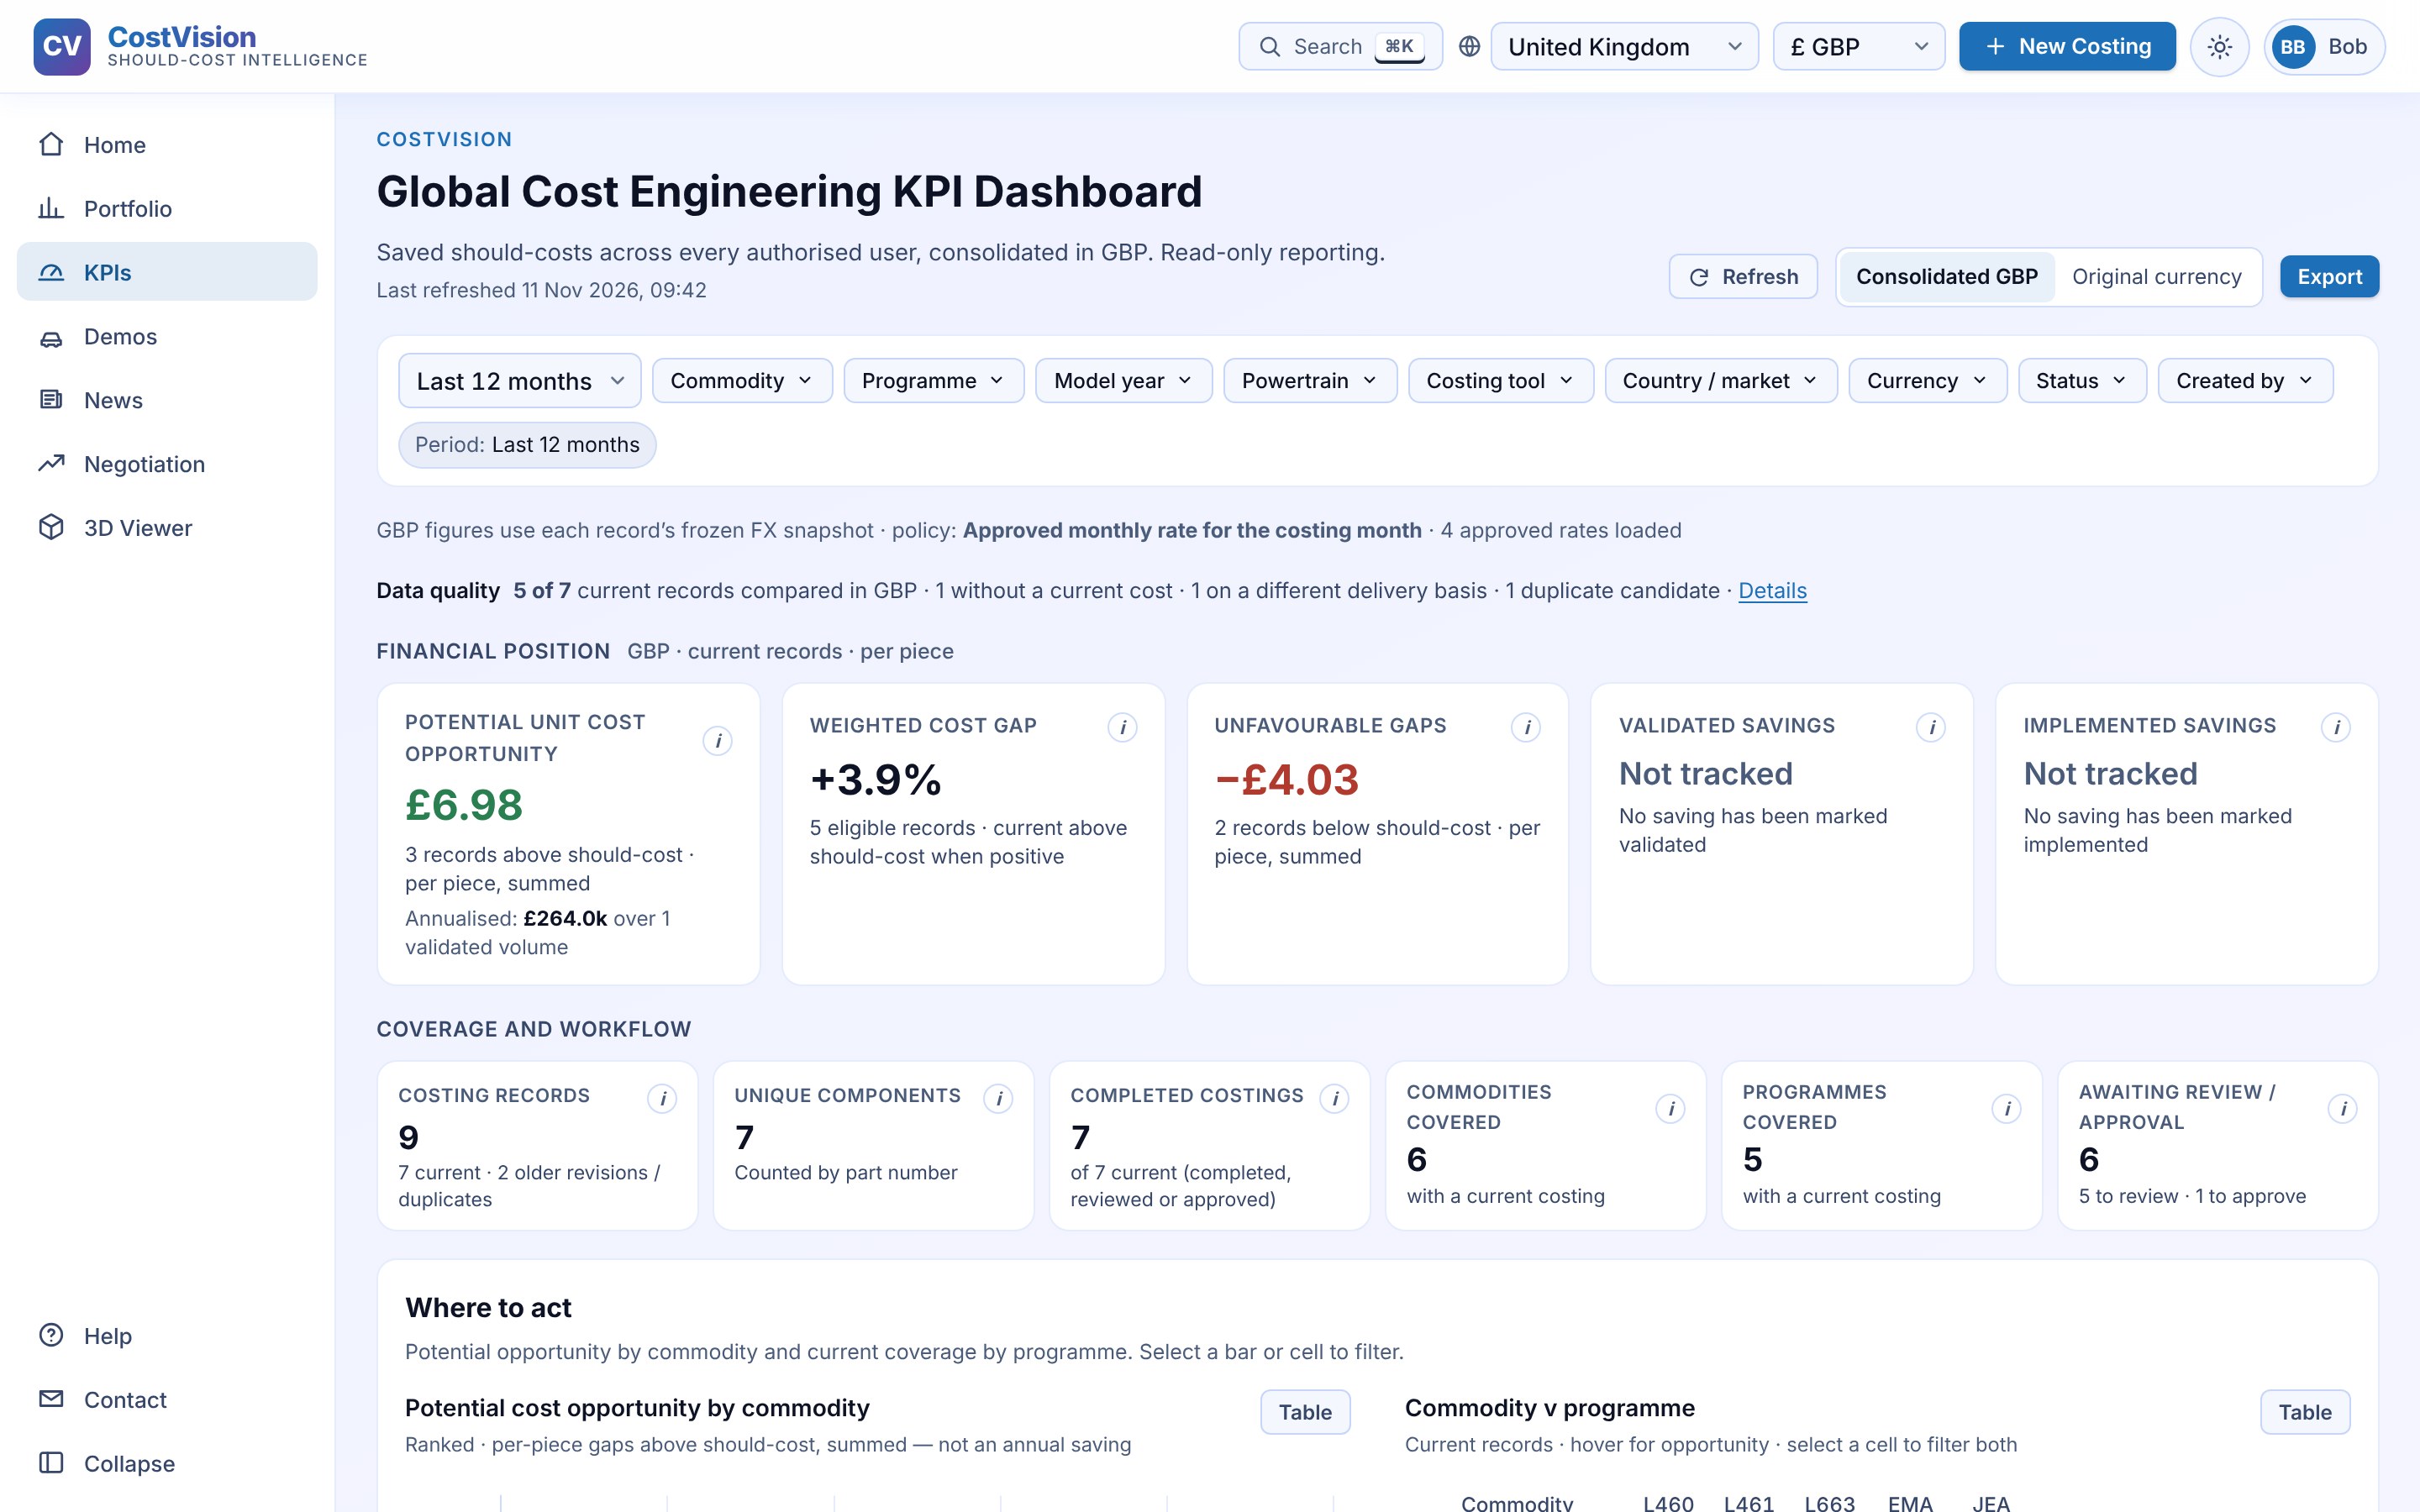 CV
CostVision
SHOULD-COST INTELLIGENCE
Search ⌘K
United Kingdom
£ GBP
+ New Costing
BB Bob
Home
Portfolio
KPIs
Demos
News
Negotiation
3D Viewer
Help
Contact
Collapse
COSTVISION
Global Cost Engineering KPI Dashboard
Saved should-costs across every authorised user, consolidated in GBP. Read-only reporting.
Last refreshed 11 Nov 2026, 09:42
Refresh
Consolidated GBP
Original currency
Export
Last 12 months
Commodity
Programme
Model year
Powertrain
Costing tool
Country / market
Currency
Status
Created by
Period: Last 12 months
GBP figures use each record’s frozen FX snapshot · policy: Approved monthly rate for the costing month · 4 approved rates loaded
Data quality 5 of 7 current records compared in GBP · 1 without a current cost · 1 on a different delivery basis · 1 duplicate candidate · Details
FINANCIAL POSITION GBP · current records · per piece
POTENTIAL UNIT COST
OPPORTUNITY
i
£6.98
3 records above should-cost ·
per piece, summed
Annualised: £264.0k over 1
validated volume
WEIGHTED COST GAP
i
+3.9%
5 eligible records · current above
should-cost when positive
UNFAVOURABLE GAPS
i
−£4.03
2 records below should-cost · per
piece, summed
VALIDATED SAVINGS
i
Not tracked
No saving has been marked
validated
IMPLEMENTED SAVINGS
i
Not tracked
No saving has been marked
implemented
COVERAGE AND WORKFLOW
COSTING RECORDS
i
9
7 current · 2 older revisions /
duplicates
UNIQUE COMPONENTS
i
7
Counted by part number
COMPLETED COSTINGS
i
7
of 7 current (completed,
reviewed or approved)
COMMODITIES
COVERED
i
6
with a current costing
PROGRAMMES
COVERED
i
5
with a current costing
AWAITING REVIEW /
APPROVAL
i
6
5 to review · 1 to approve
Where to act
Potential opportunity by commodity and current coverage by programme. Select a bar or cell to filter.
Potential cost opportunity by commodity
Table
Ranked · per-piece gaps above should-cost, summed — not an annual saving
Commodity v programme
Table
Current records · hover for opportunity · select a cell to filter both
Commodity L460 L461 L663 EMA JEA